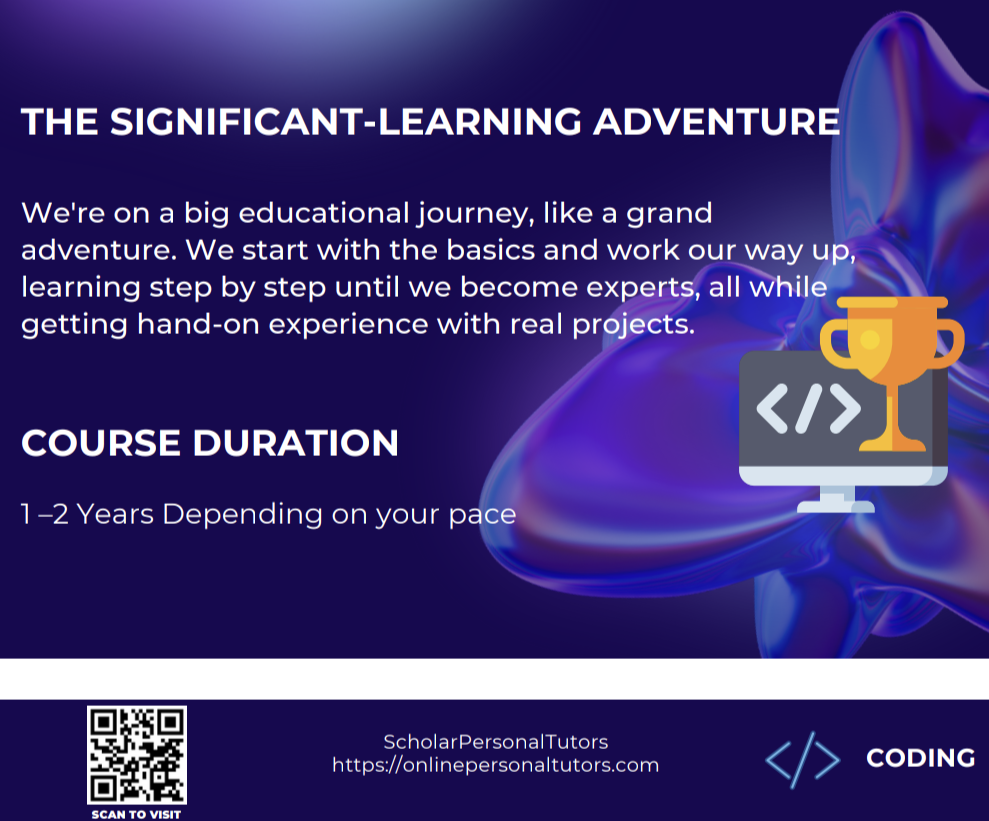 THE SIGNIFICANT-LEARNING ADVENTURE
We're on a big educational journey, like a grand
adventure. We start with the basics and work our way up,
learning step by step until we become experts, all while
getting hand-on experience with real projects.
COURSE DURATION
1 –2 Years Depending on your pace
</>
SCAN TO VISIT
ScholarPersonalTutors
https://onlinepersonaltutors.com
</> CODING